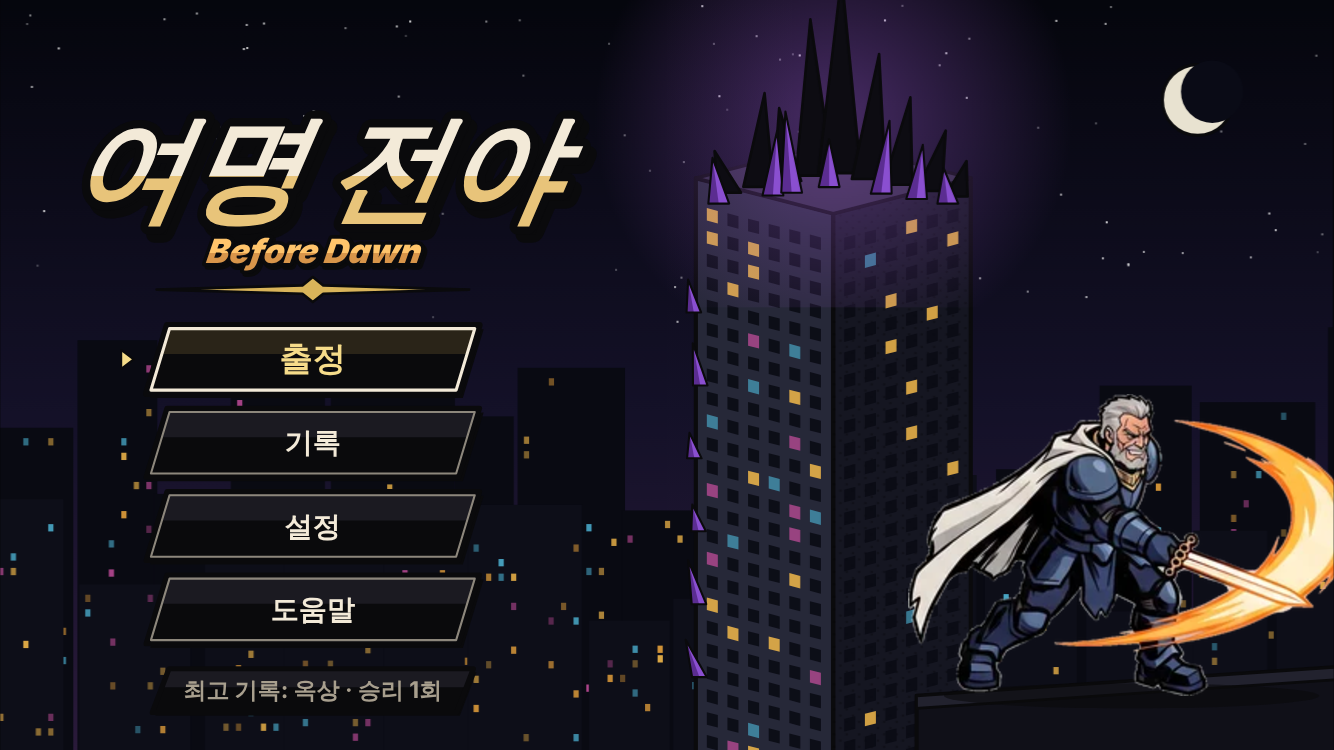 여명 전야
Before Dawn
출정
기록
설정
도움말
최고 기록: 옥상 · 승리 1회